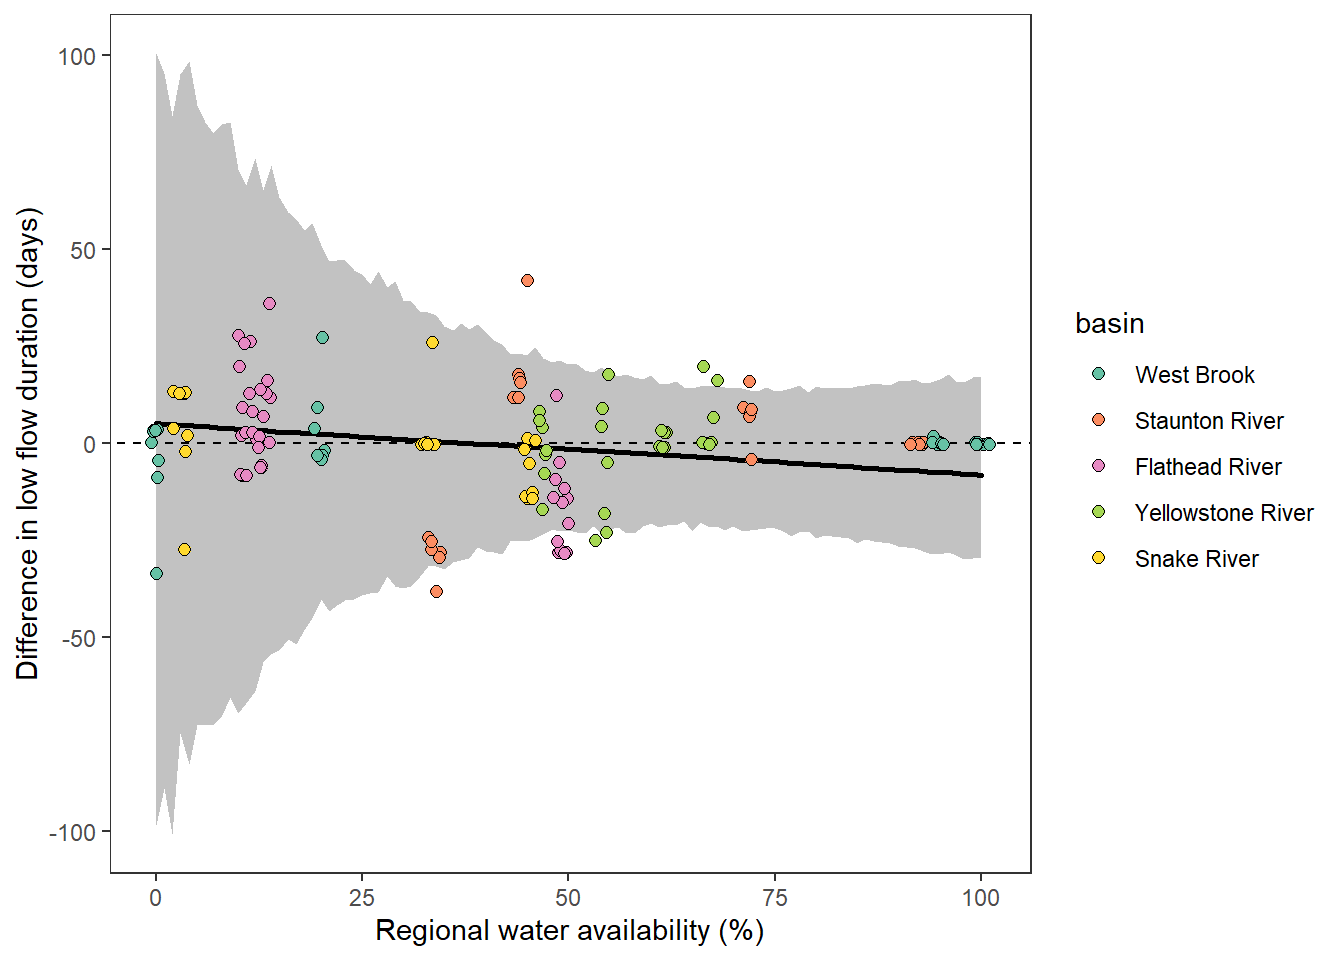 Difference in low flow duration (days)
100
50
0
-50
-100
0
25
50
75
100
Regional water availability (%)
basin
West Brook
Staunton River
Flathead River
Yellowstone River
Snake River